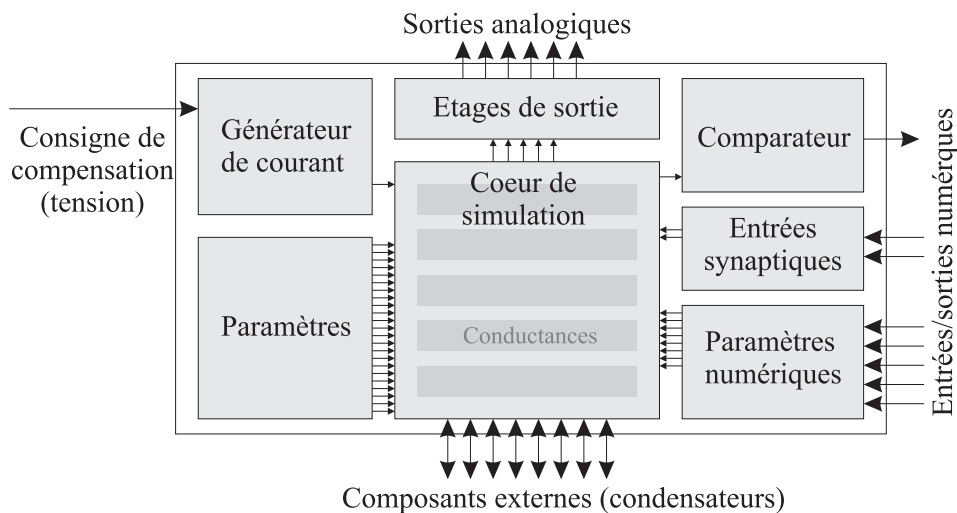 Sorties analogiques
Etages de sortie
Générateur
de courant
Comparateur
Consigne de
compensation
(tension)
Coeur de
simulation
Entrées
synaptiques
Paramètres
Conductances
Paramètres
numériques
Entrées/sorties numérques
Composants externes (condensateurs)